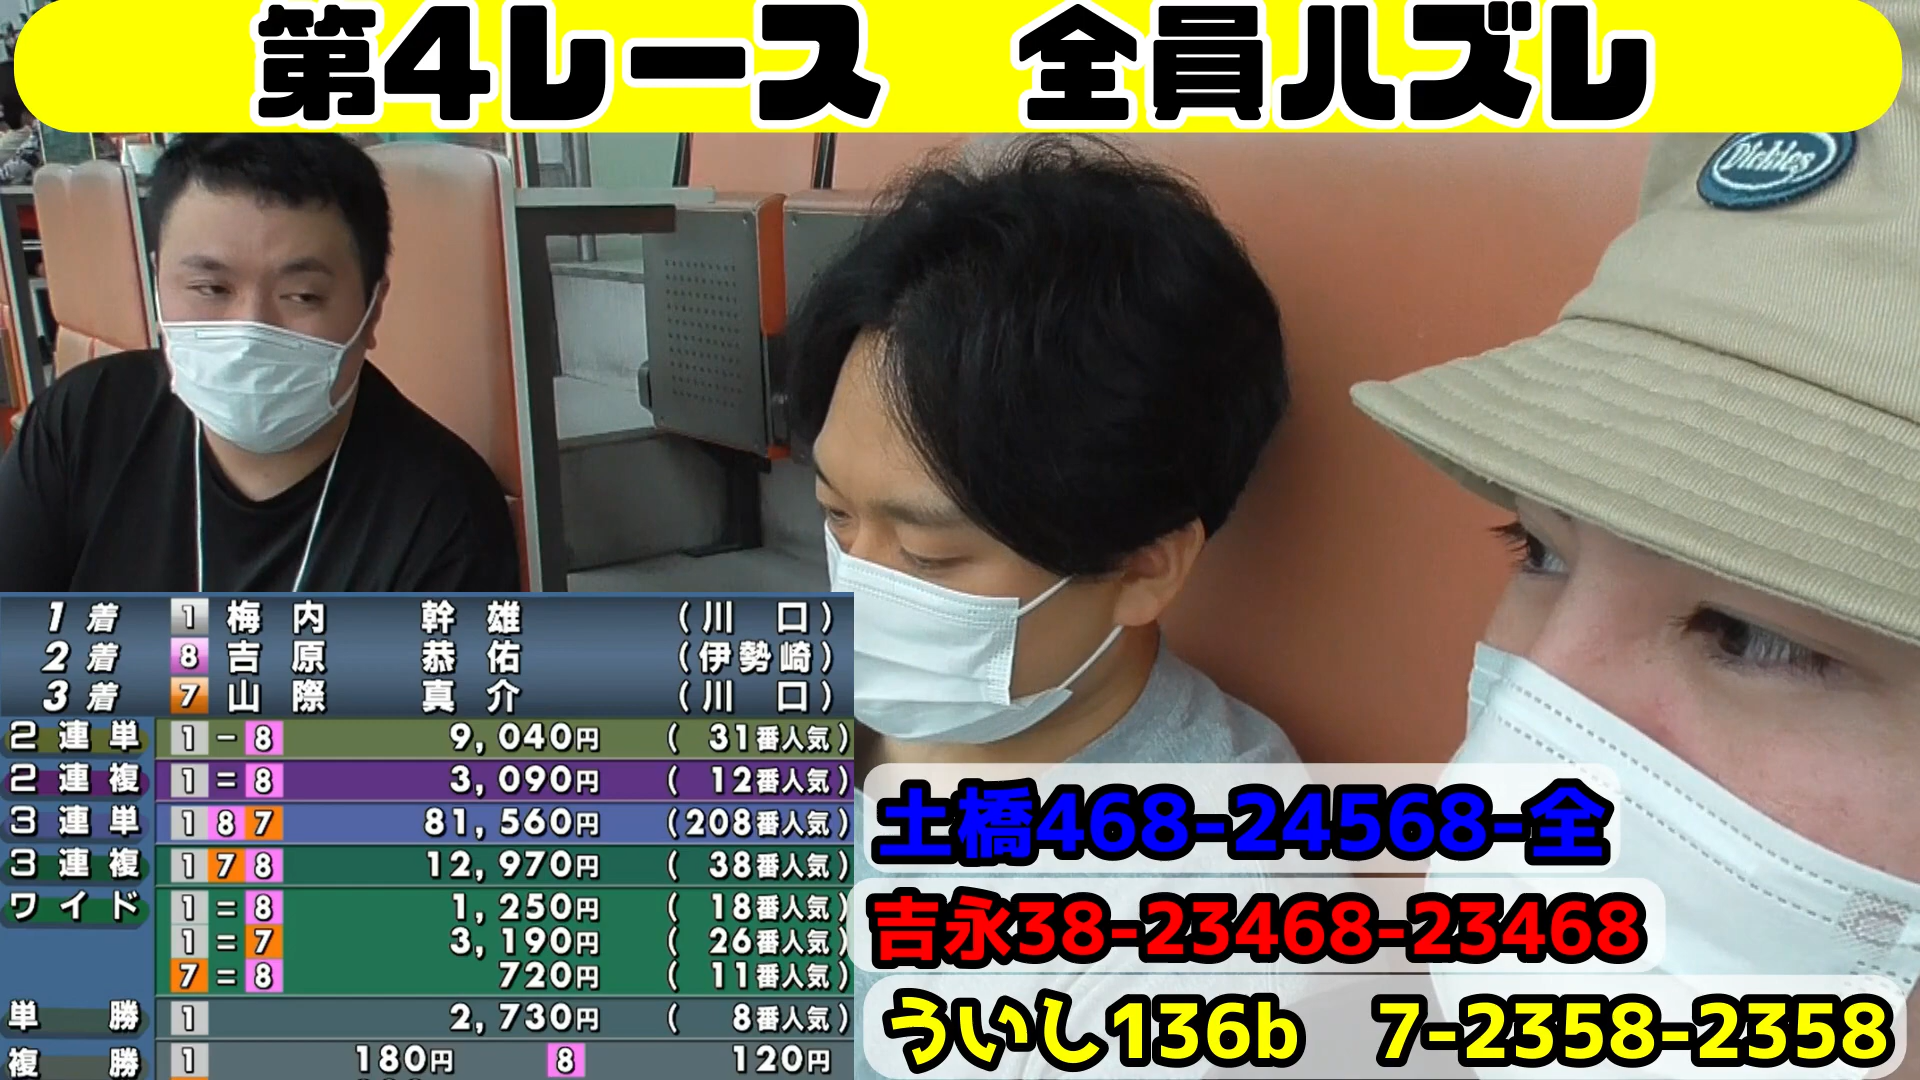 第4レース 全員ハズレ
Dickies
1着 1 梅内 幹雄 (川口)
2着 8 吉原 恭佑 (伊勢崎)
3着 7 山際 真介 (川口)
2連単 1-8 9,040円 (31番人気)
2連複 1=8 3,090円 (12番人気)
3連単 1 8 7 81,560円 (208番人気)
3連複 1 7 8 12,970円 (38番人気)
ワイド 1=8 1,250円 (18番人気)
1=7 3,190円 (26番人気)
7=8 720円 (11番人気)
単勝 1 2,730円 (8番人気)
複勝 1 180円 8 120円
土橋468-24568-全
吉永38-23468-23468
ういし136b 7-2358-2358